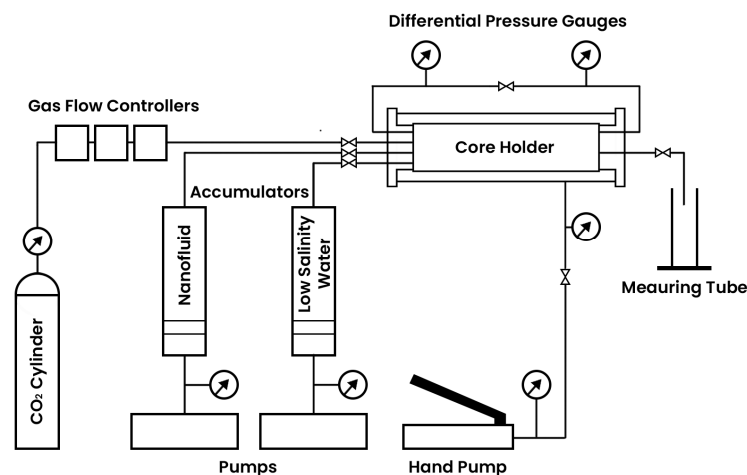 Differential Pressure Gauges
Gas Flow Controllers
Core Holder
Accumulators
Nanofluid
Low Salinity
Water
CO₂ Cylinder
Meauring Tube
Pumps
Hand Pump